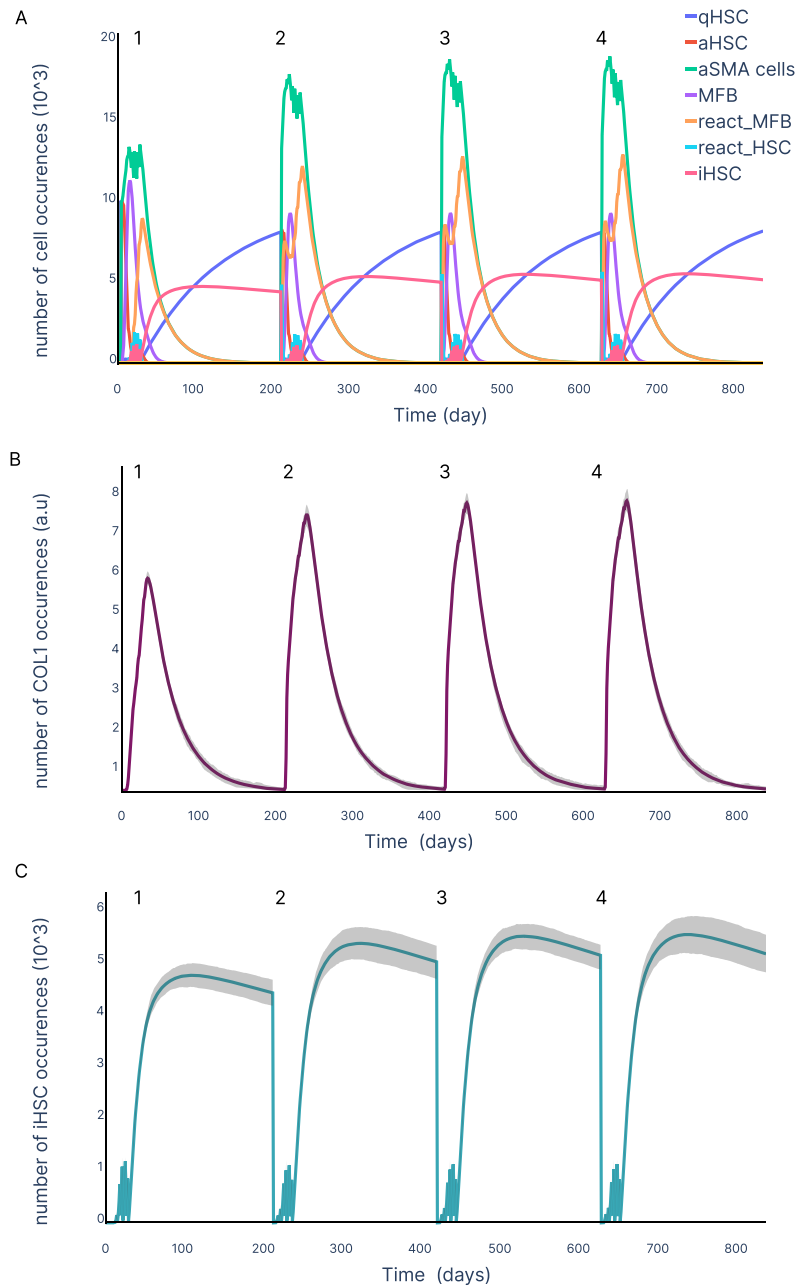 A
1 2 3 4
qHSC
aHSC
aSMA cells
MFB
react_MFB
react_HSC
iHSC
number of cell occurences (10^3)
20
15
10
5
0
0 100 200 300 400 500 600 700 800
Time (day)
B
1 2 3 4
number of COL1 occurences (a.u)
8
7
6
5
4
3
2
1
0 100 200 300 400 500 600 700 800
Time (days)
C
1 2 3 4
number of iHSC occurences (10^3)
6
5
4
3
2
1
0
0 100 200 300 400 500 600 700 800
Time (days)